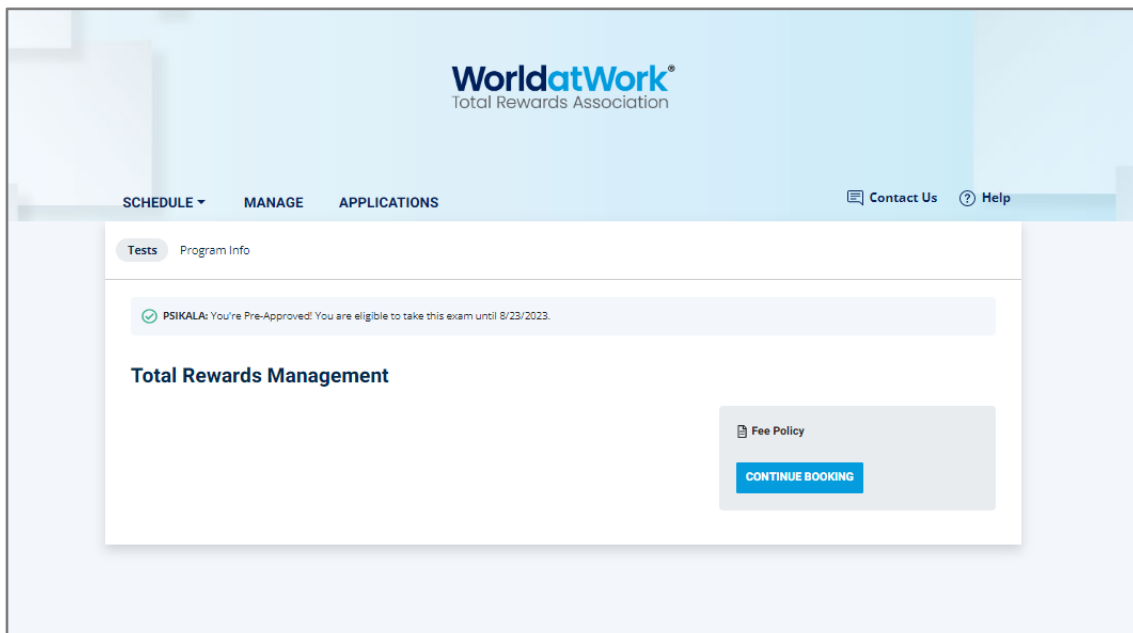 WorldatWork®
Total Rewards Association
SCHEDULE MANAGE APPLICATIONS Contact Us Help
Tests Program Info
PSIKALA: You're Pre-Approved! You are eligible to take this exam until 8/23/2023.
Total Rewards Management
Fee Policy
CONTINUE BOOKING